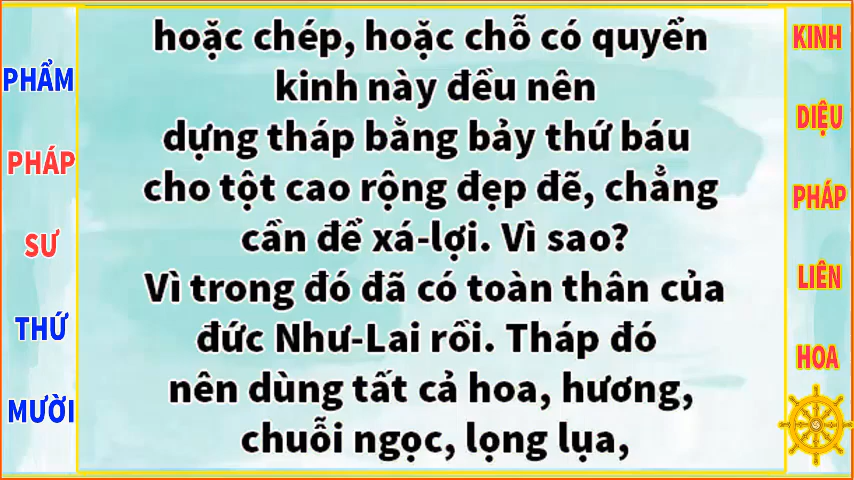 PHẨM
PHÁP
SƯ
THỨ
MƯỜI
hoặc chép, hoặc chỗ có quyển
kinh này đều nên
dựng tháp bằng bảy thứ báu
cho tột cao rộng đẹp đẽ, chẳng
cần để xá-lợi. Vì sao?
Vì trong đó đã có toàn thân của
đức Như-Lai rồi. Tháp đó
nên dùng tất cả hoa, hương,
chuỗi ngọc, lọng lụa,
KINH
DIỆU
PHÁP
LIÊN
HOA